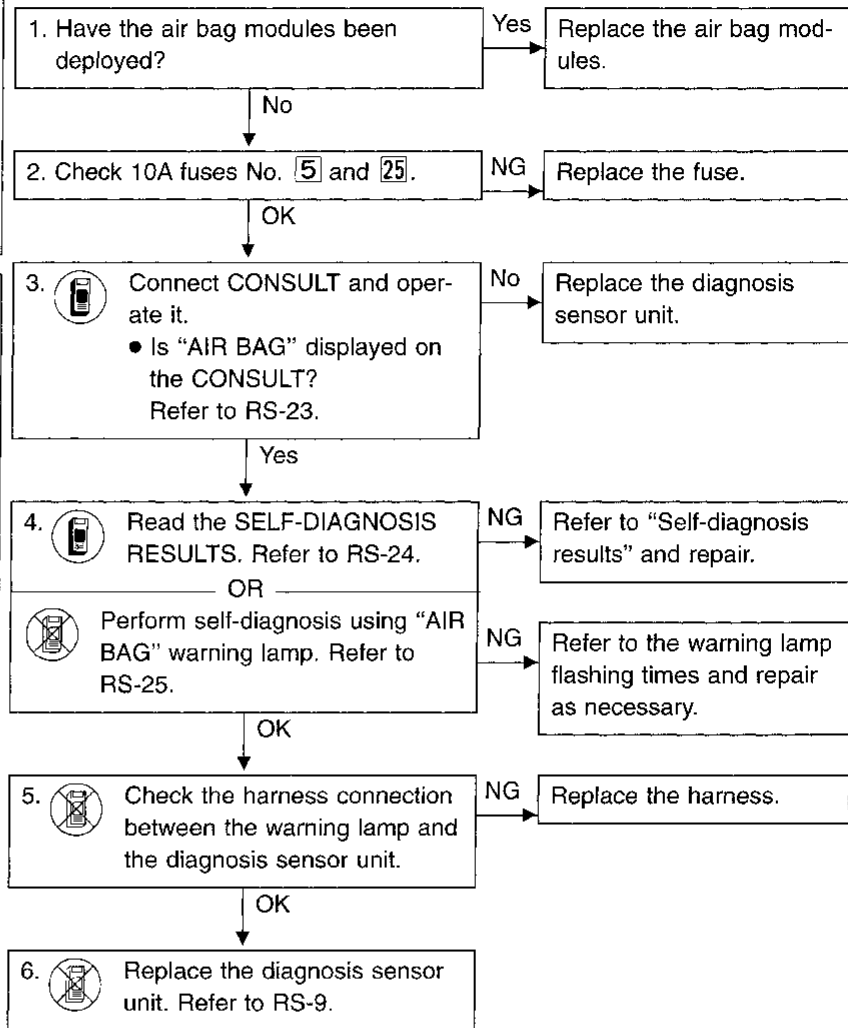 1. Have the air bag modules been
deployed?
Yes
Replace the air bag mod-
ules.
No
2. Check 10A fuses No. 5 and 25.
NG
Replace the fuse.
OK
3. Connect CONSULT and oper-
ate it.
● Is “AIR BAG” displayed on
the CONSULT?
Refer to RS-23.
No
Replace the diagnosis
sensor unit.
Yes
4. Read the SELF-DIAGNOSIS
RESULTS. Refer to RS-24.
NG
Refer to “Self-diagnosis
results” and repair.
OR
Perform self-diagnosis using “AIR
BAG” warning lamp. Refer to
RS-25.
NG
Refer to the warning lamp
flashing times and repair
as necessary.
OK
5. Check the harness connection
between the warning lamp and
the diagnosis sensor unit.
NG
Replace the harness.
OK
6. Replace the diagnosis sensor
unit. Refer to RS-9.